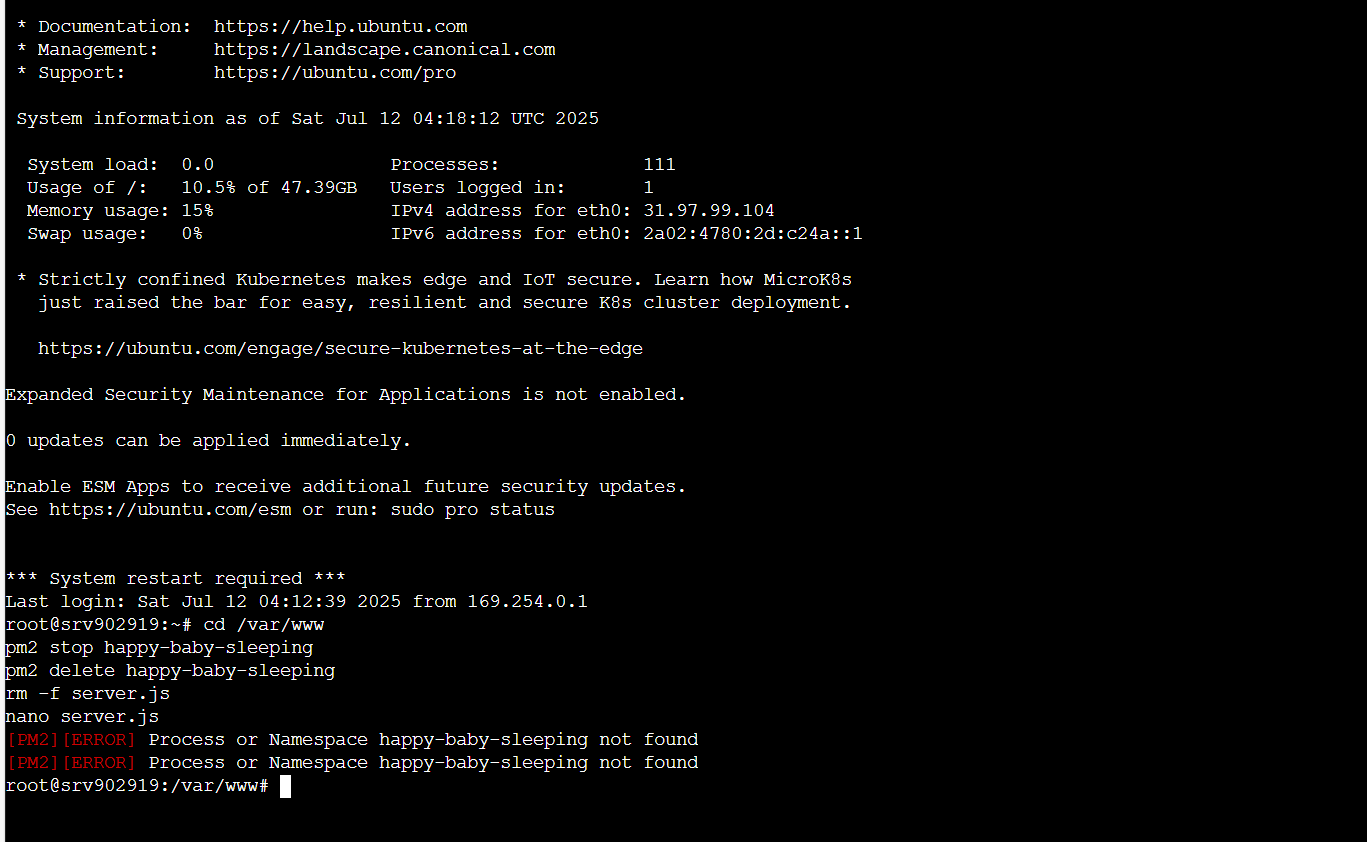 * Documentation:  https://help.ubuntu.com
* Management:     https://landscape.canonical.com
* Support:        https://ubuntu.com/pro
System information as of Sat Jul 12 04:18:12 UTC 2025
System load:  0.0                Processes:             111
Usage of /:   10.5% of 47.39GB   Users logged in:       1
Memory usage: 15%                IPv4 address for eth0: 31.97.99.104
Swap usage:   0%                 IPv6 address for eth0: 2a02:4780:2d:c24a::1
* Strictly confined Kubernetes makes edge and IoT secure. Learn how MicroK8s
just raised the bar for easy, resilient and secure K8s cluster deployment.
https://ubuntu.com/engage/secure-kubernetes-at-the-edge
Expanded Security Maintenance for Applications is not enabled.
0 updates can be applied immediately.
Enable ESM Apps to receive additional future security updates.
See https://ubuntu.com/esm or run: sudo pro status
*** System restart required ***
Last login: Sat Jul 12 04:12:39 2025 from 169.254.0.1
root@srv902919:~# cd /var/www
pm2 stop happy-baby-sleeping
pm2 delete happy-baby-sleeping
rm -f server.js
nano server.js
[PM2][ERROR] Process or Namespace happy-baby-sleeping not found
[PM2][ERROR] Process or Namespace happy-baby-sleeping not found
root@srv902919:/var/www#